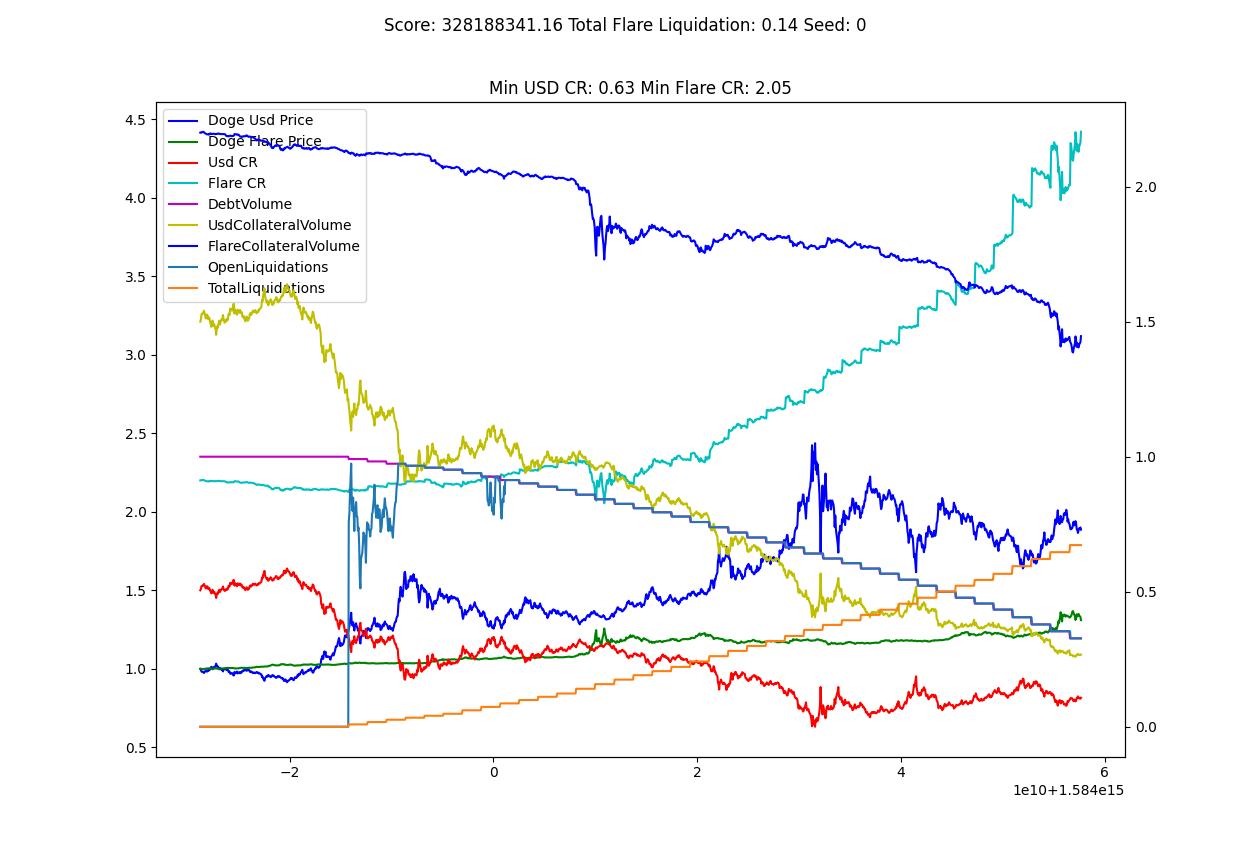 Score: 328188341.16 Total Flare Liquidation: 0.14 Seed: 0
Min USD CR: 0.63 Min Flare CR: 2.05
Doge Usd Price
Doge Flare Price
Usd CR
Flare CR
DebtVolume
UsdCollateralVolume
FlareCollateralVolume
OpenLiquidations
TotalLiquidations
4.5
4.0
3.5
3.0
2.5
2.0
1.5
1.0
0.5
2.0
1.5
1.0
0.5
0.0
−2
0
2
4
6
1e10+1.584e15